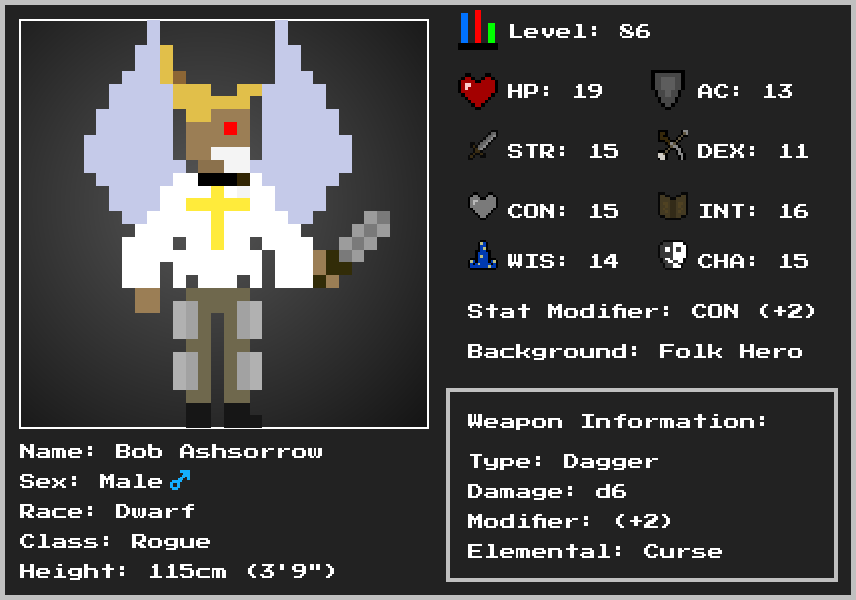 Level: 86
HP: 19
AC: 13
STR: 15
DEX: 11
CON: 15
INT: 16
WIS: 14
CHA: 15
Stat Modifier: CON (+2)
Background: Folk Hero
Weapon Information:
Type: Dagger
Damage: d6
Modifier: (+2)
Elemental: Curse
Name: Bob Ashsorrow
Sex: Male ♂
Race: Dwarf
Class: Rogue
Height: 115cm (3'9")